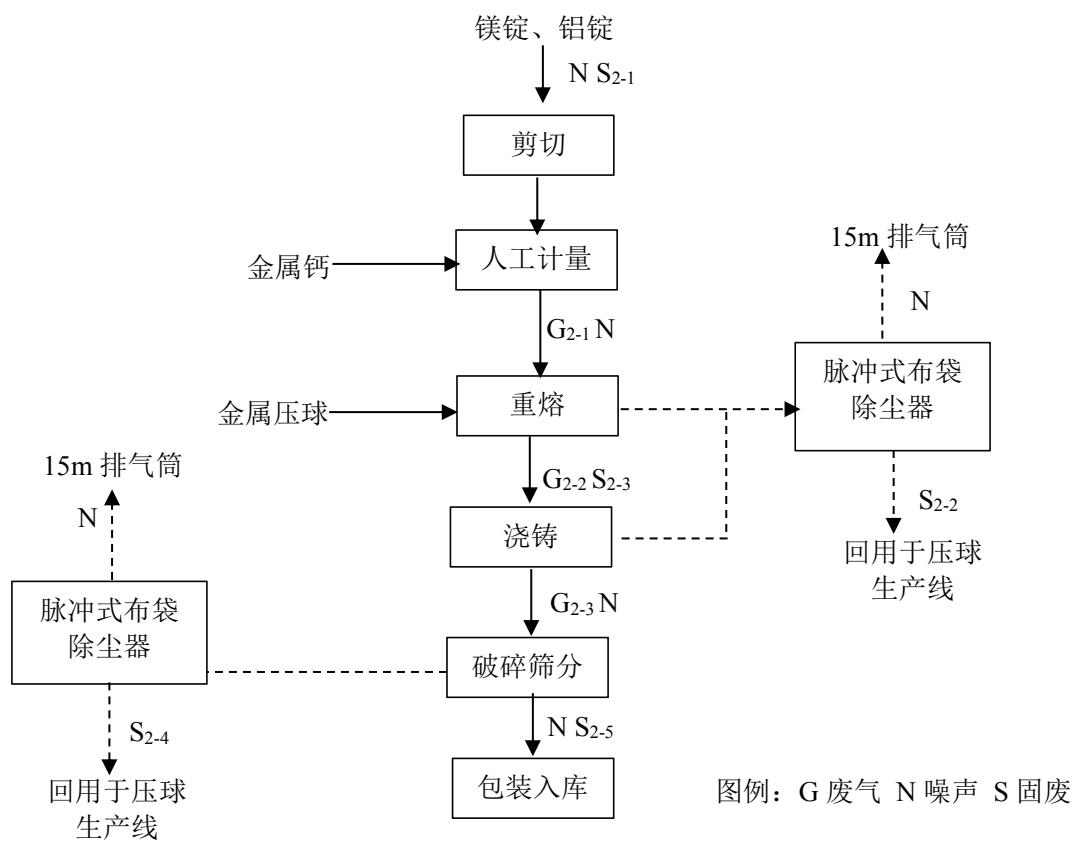 镁锭、铝锭
N S2-1
剪切
人工计量
金属钙
G2-1 N
重熔
金属压球
15m 排气筒
N
脉冲式布袋
除尘器
S2-2
回用于压球
生产线
G2-2 S2-3
浇铸
15m 排气筒
N
脉冲式布袋
除尘器
S2-4
回用于压球
生产线
G2-3 N
破碎筛分
N S2-5
包装入库
图例：G 废气 N 噪声 S 固废